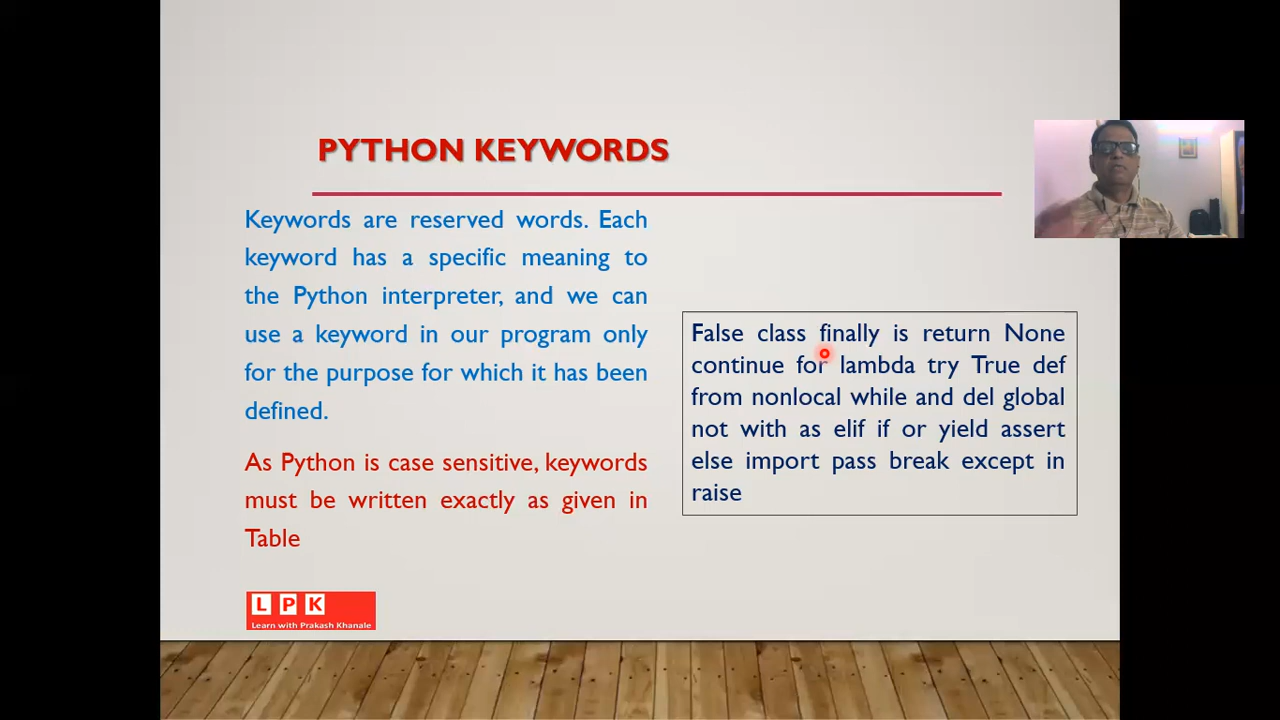 PYTHON KEYWORDS
Keywords are reserved words. Each
keyword has a specific meaning to
the Python interpreter, and we can
use a keyword in our program only
for the purpose for which it has been
defined.
As Python is case sensitive, keywords
must be written exactly as given in
Table
False class finally is return None
continue for lambda try True def
from nonlocal while and del global
not with as elif if or yield assert
else import pass break except in
raise
L P K
Learn with Prakash Khanale